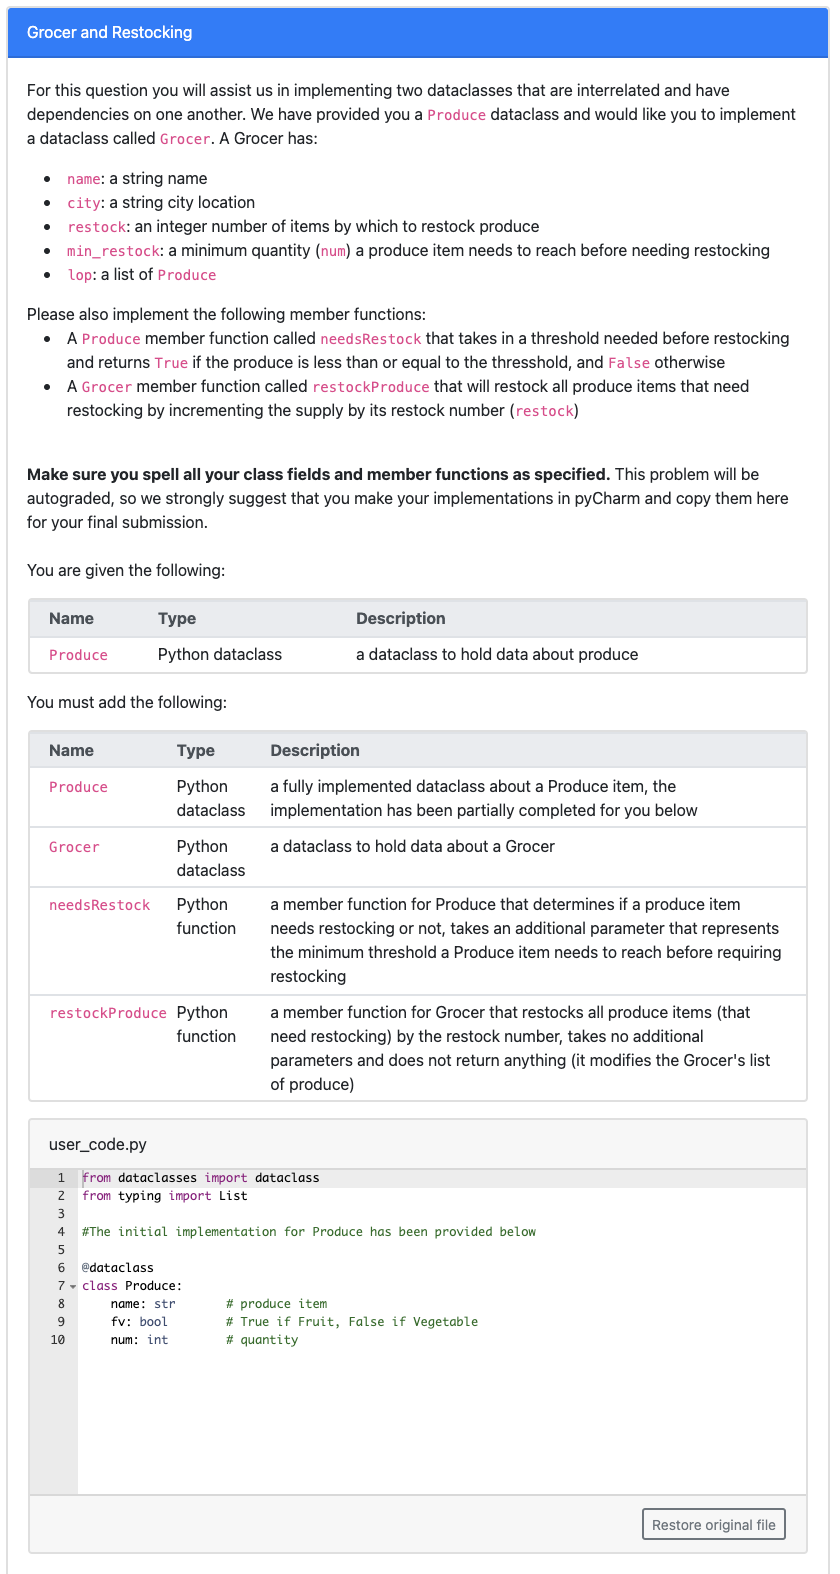 Grocer and Restocking
For this question you will assist us in implementing two dataclasses that are interrelated and have
dependencies on one another. We have provided you a Produce dataclass and would like you to implement
a dataclass called Grocer. A Grocer has:
• name: a string name
• city: a string city location
• restock: an integer number of items by which to restock produce
• min_restock: a minimum quantity (num) a produce item needs to reach before needing restocking
• lop: a list of Produce
Please also implement the following member functions:
• A Produce member function called needsRestock that takes in a threshold needed before restocking
and returns True if the produce is less than or equal to the thresshold, and False otherwise
• A Grocer member function called restockProduce that will restock all produce items that need
restocking by incrementing the supply by its restock number (restock)
Make sure you spell all your class fields and member functions as specified. This problem will be
autograded, so we strongly suggest that you make your implementations in pyCharm and copy them here
for your final submission.
You are given the following:
Name Type Description
Produce Python dataclass a dataclass to hold data about produce
You must add the following:
Name Type Description
Produce Python a fully implemented dataclass about a Produce item, the
dataclass implementation has been partially completed for you below
Grocer Python a dataclass to hold data about a Grocer
dataclass
needsRestock Python a member function for Produce that determines if a produce item
function needs restocking or not, takes an additional parameter that represents
the minimum threshold a Produce item needs to reach before requiring
restocking
restockProduce Python a member function for Grocer that restocks all produce items (that
function need restocking) by the restock number, takes no additional
parameters and does not return anything (it modifies the Grocer's list
of produce)
user_code.py
1 from dataclasses import dataclass
2 from typing import List
3
4 #The initial implementation for Produce has been provided below
5
6 @dataclass
7 class Produce:
8 name: str # produce item
9 fv: bool # True if Fruit, False if Vegetable
10 num: int # quantity
Restore original file